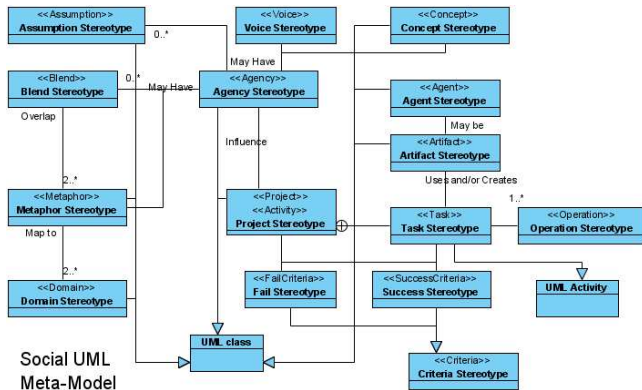 <<Assumption>>
Assumption Stereotype
<<Voice>>
Voice Stereotype
<<Concept>>
Concept Stereotype
0..*
May Have
<<Blend>>
Blend Stereotype
0..*
May Have
<<Agency>>
Agency Stereotype
<<Agent>>
Agent Stereotype
Overlap
May be
Influence
<<Artifact>>
Artifact Stereotype
2..*
Uses and/or Creates
<<Metaphor>>
Metaphor Stereotype
<<Project>>
<<Activity>>
Project Stereotype
<<Task>>
Task Stereotype
1..*
<<Operation>>
Operation Stereotype
Map to
2..*
<<Domain>>
Domain Stereotype
<<FailCriteria>>
Fail Stereotype
<<SuccessCriteria>>
Success Stereotype
UML Activity
UML class
Social UML
Meta-Model
<<Criteria>>
Criteria Stereotype